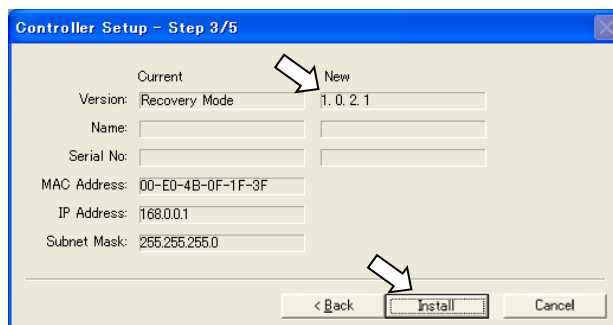 Controller Setup - Step 3/5
Current New
Version: Recovery Mode 1. 0. 2. 1
Name:
Serial No:
MAC Address: 00-E0-4B-0F-1F-3F
IP Address: 168.0.0.1
Subnet Mask: 255.255.255.0
< Back Install Cancel